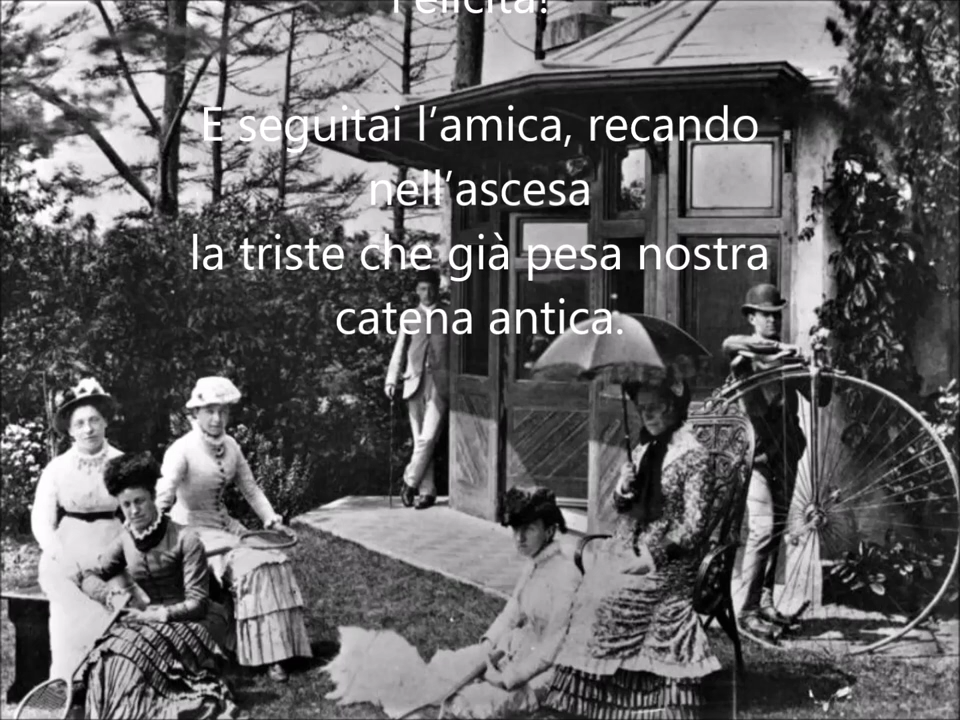 E seguitai l’amica, recando
nell’ascesa
la triste che già pesa nostra
catena antica.